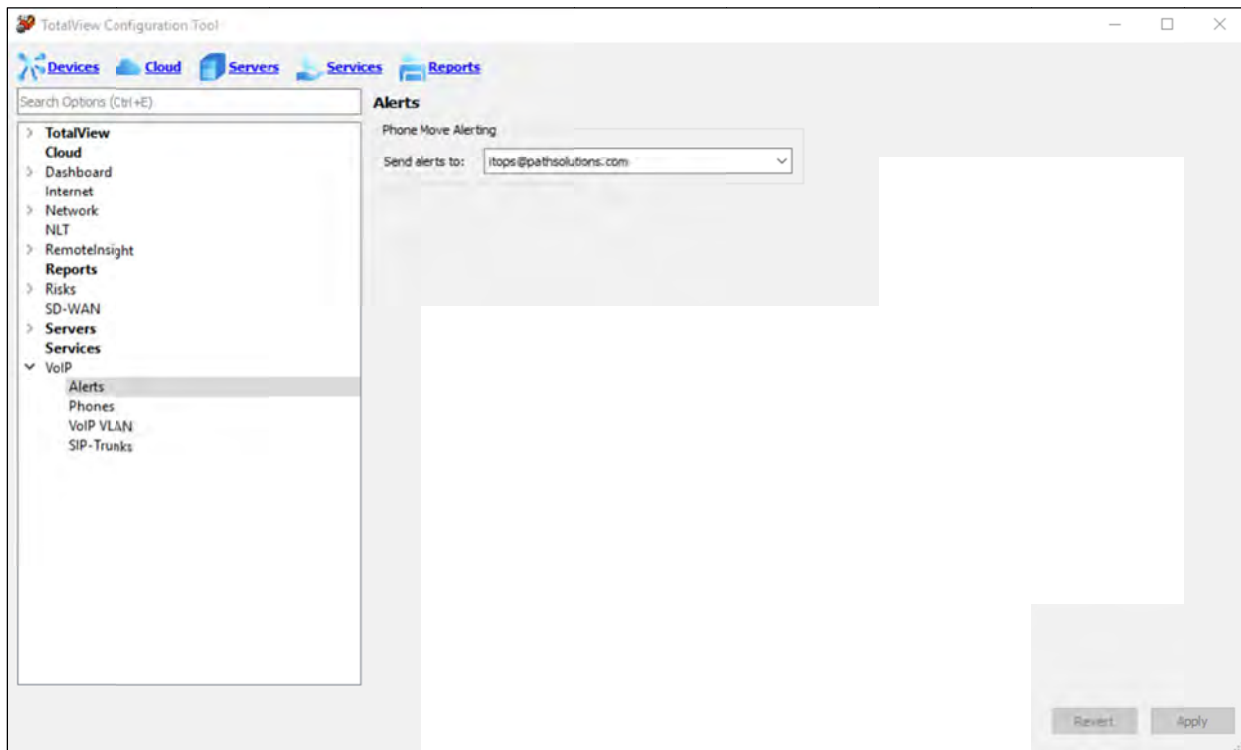 TotalView Configuration Tool
Devices Cloud Servers Services Reports
Search Options (Ctrl+E)
TotalView
Cloud
Dashboard
Internet
Network
NLT
RemoteInsight
Reports
Risks
SD-WAN
Servers
Services
VoIP
Alerts
Phones
VoIP VLAN
SIP-Trunks
Alerts
Phone Move Alerting
Send alerts to: itops@pathsolutions.com
Revert Apply